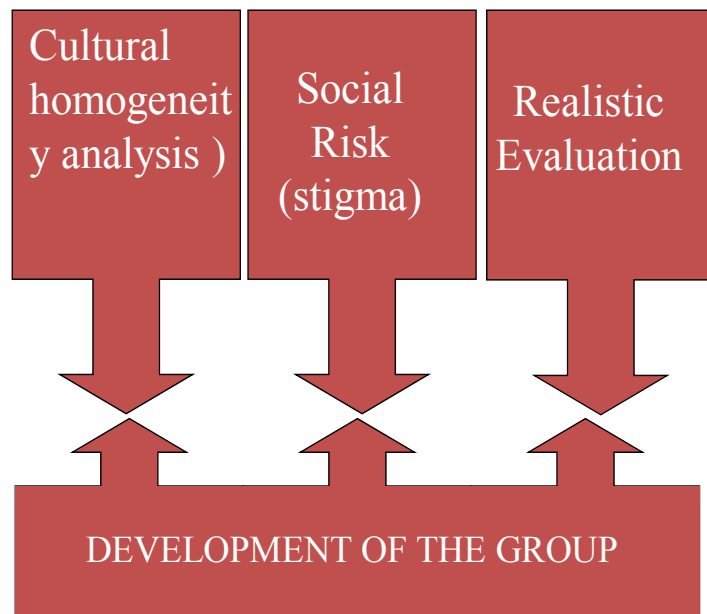 Cultural
homogeneit
y analysis )
Social
Risk
(stigma)
Realistic
Evaluation
DEVELOPMENT OF THE GROUP